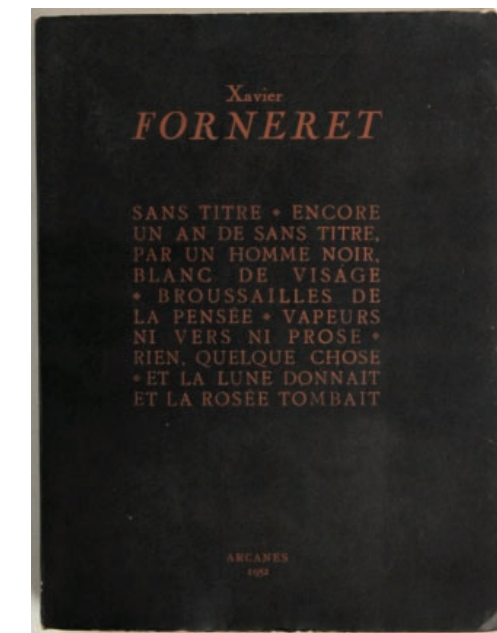 Xavier
FORNERET
SANS TITRE * ENCORE
UN AN DE SANS TITRE,
PAR UN HOMME NOIR,
BLANC DE VISAGE
* BROUSSAILLES DE
LA PENSÉE * VAPEURS
NI VERS NI PROSE *
RIEN, QUELQUE CHOSE
* ET LA LUNE DONNAIT
ET LA ROSÉE TOMBAIT
ARCANES
1952